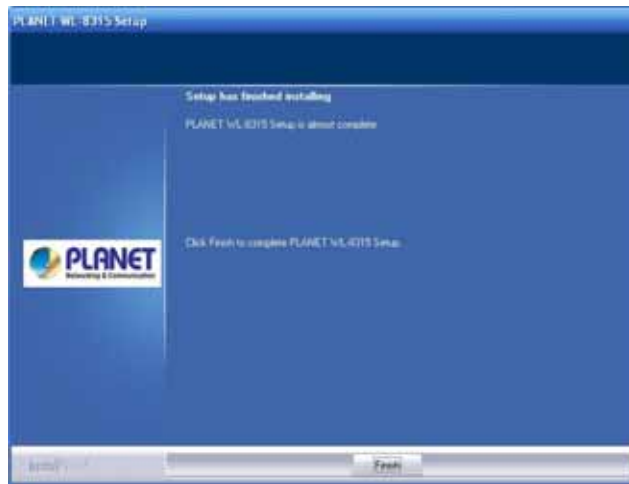 PLANET WL-8315 Setup
Setup has finished installing
PLANET WL-8315 Setup is almost complete
Click Finish to complete PLANET WL-8315 Setup.
PLANET
Networking & Communication
Finish